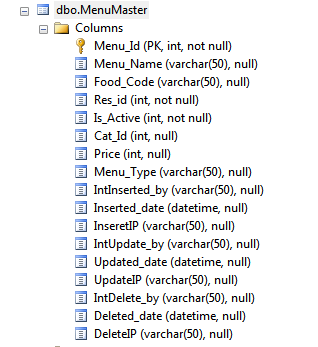 dbo.MenuMaster
Columns
Menu_Id (PK, int, not null)
Menu_Name (varchar(50), null)
Food_Code (varchar(50), null)
Res_id (int, not null)
Is_Active (int, not null)
Cat_Id (int, null)
Price (int, null)
Menu_Type (varchar(50), null)
IntInserted_by (varchar(50), null)
Inserted_date (datetime, null)
InseretIP (varchar(50), null)
IntUpdate_by (varchar(50), null)
Updated_date (datetime, null)
UpdateIP (varchar(50), null)
IntDelete_by (varchar(50), null)
Deleted_date (datetime, null)
DeleteIP (varchar(50), null)